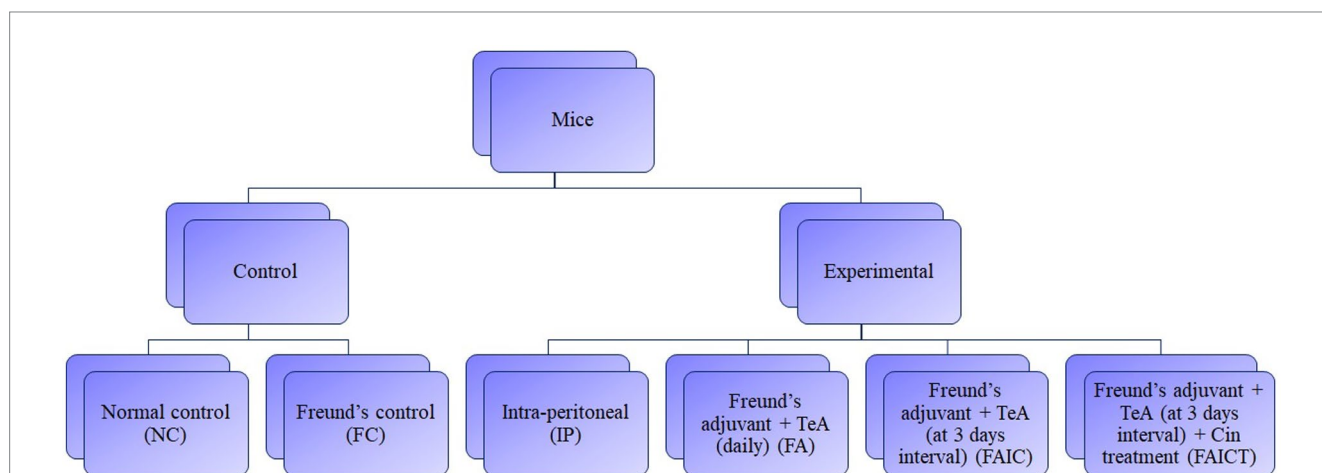 Mice
Control
Experimental
Normal control
(NC)
Freund's control
(FC)
Intra-peritoneal
(IP)
Freund's
adjuvant + TeA
(daily) (FA)
Freund's
adjuvant + TeA
(at 3 days
interval) (FAIC)
Freund's adjuvant +
TeA (at 3 days
interval) + Cin
treatment (FAICT)